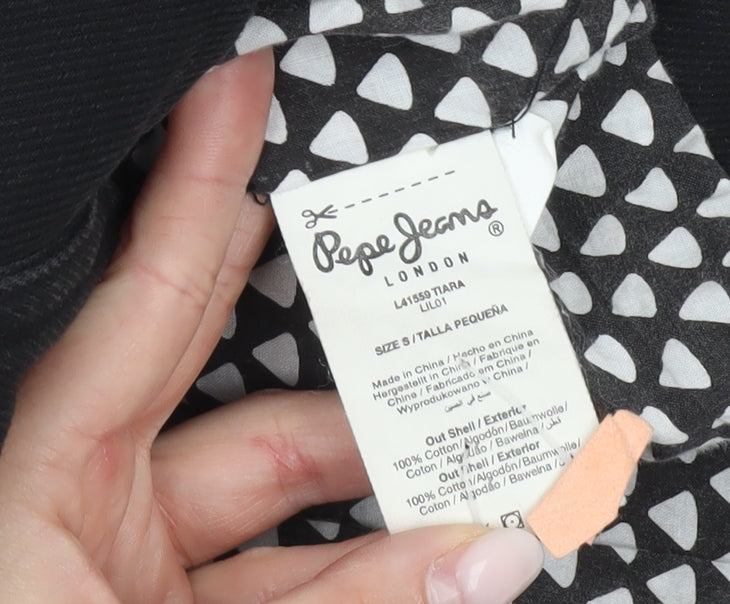 Pepe Jeans ®
LONDON
L41559 TIARA
LIL01
SIZE S / TALLA PEQUEÑA
Made in China / Hecho en China
Hergestellt in China / Fabriqué en
Chine / Fabricado em China /
Wyprodukowano w China /
صنع في الصين
Out Shell / Exterior
100% Cotton/Algodón/Baumwolle/
Coton / Algodão / Bawełna / قطن
Out Shell / Exterior
100% Cotton/Algodón/Baumwolle/
Coton / Algodão / Bawełna /